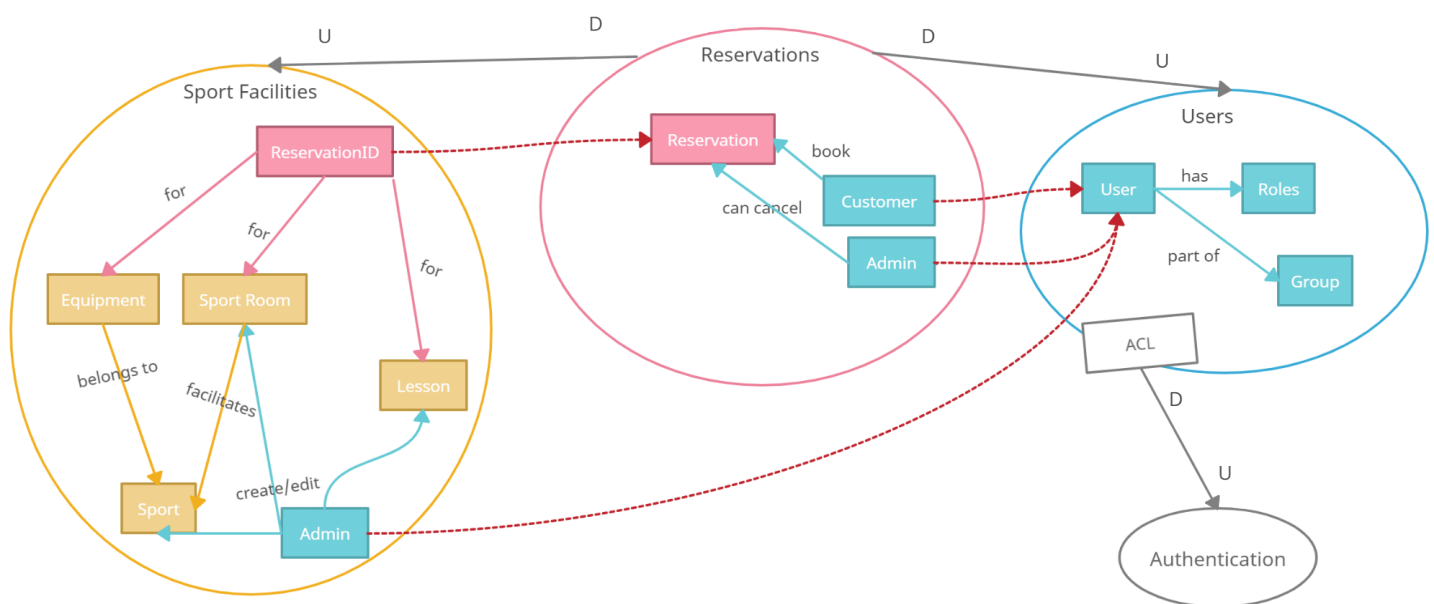 U
D
Reservations
D
U
Sport Facilities
Users
ReservationID
Reservation
book
Customer
can cancel
Admin
User
has
Roles
part of
Group
for
for
for
Equipment
Sport Room
Lesson
belongs to
facilitates
create/edit
Sport
Admin
ACL
D
U
Authentication